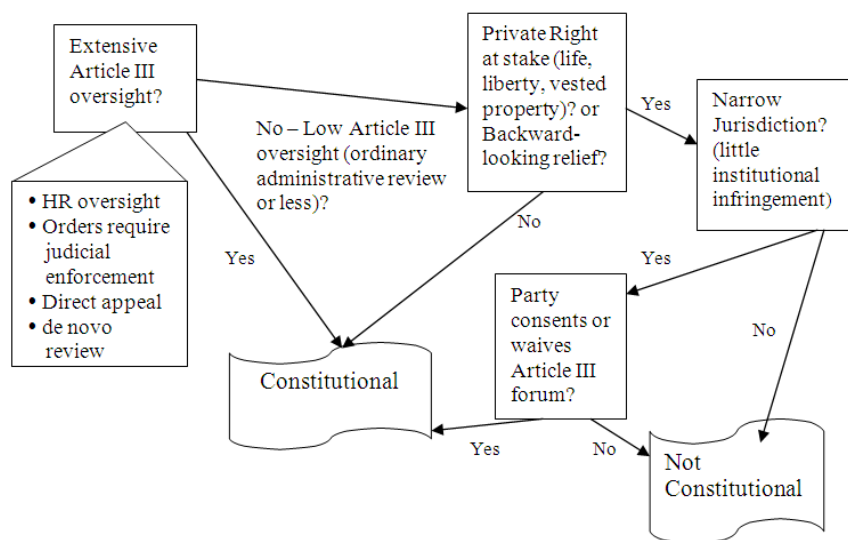 Extensive
Article III
oversight?
• HR oversight
• Orders require
judicial
enforcement
• Direct appeal
• de novo
review
No – Low Article III
oversight (ordinary
administrative review
or less)?
Yes
Private Right
at stake (life,
liberty, vested
property)? or
Backward-
looking relief?
Yes
No
Narrow
Jurisdiction?
(little
institutional
infringement)
Yes
No
Party
consents or
waives
Article III
forum?
Yes
No
Constitutional
Not
Constitutional